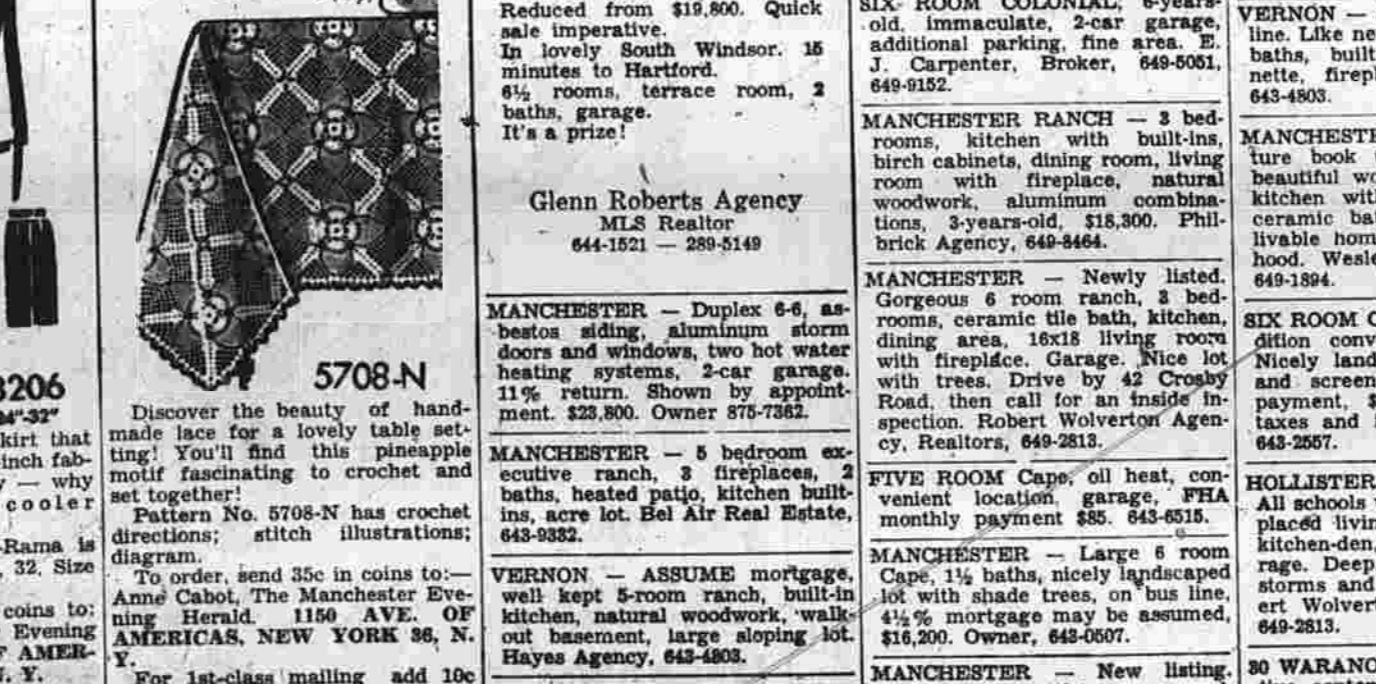 3206
24"-32"
kirt that
-inch fab-
— why
cooler
-Rama is
32. Size
coins to:
Evening
AMER-
N. Y.
5708-N
Discover the beauty of hand-
made lace for a lovely table set-
ting! You'll find this pineapple
motif fascinating to crochet and
set together!
Pattern No. 5708-N has crochet
directions; stitch illustrations;
diagram.
To order, send 35c in coins to:—
Anne Cabot, The Manchester Eve-
ning Herald, 1150 AVE. OF
AMERICAS, NEW YORK 36, N.
Y.
For 1st-class mailing add 10c
Reduced from $19,800. Quick
sale imperative.
In lovely South Windsor. 15
minutes to Hartford.
6½ rooms, terrace room, 2
baths, garage.
It's a prize!
Glenn Roberts Agency
MLS Realtor
644-1521 — 289-5149
MANCHESTER — Duplex 6-6, as-
bestos siding, aluminum storm
doors and windows, two hot water
heating systems, 2-car garage.
11% return. Shown by appoint-
ment. $23,800. Owner 875-7362.
MANCHESTER — 5 bedroom ex-
ecutive ranch, 3 fireplaces, 2
baths, heated patio, kitchen built-
ins, acre lot. Bel Air Real Estate,
643-9332.
VERNON — ASSUME mortgage,
well kept 5-room ranch, built-in
kitchen, natural woodwork, walk-
out basement, large sloping lot.
Hayes Agency, 643-4803.
SIX ROOM COLONIAL, 6-years-
old, immaculate, 2-car garage,
additional parking, fine area. E.
J. Carpenter, Broker, 649-5051,
649-9152.
MANCHESTER RANCH — 3 bed-
rooms, kitchen with built-ins,
birch cabinets, dining room, living
room with fireplace, natural
woodwork, aluminum combina-
tions, 3-years-old, $18,300. Phil-
brick Agency, 649-8464.
MANCHESTER — Newly listed.
Gorgeous 6 room ranch, 3 bed-
rooms, ceramic tile bath, kitchen,
dining area, 16x18 living room
with fireplace. Garage. Nice lot
with trees. Drive by 42 Crosby
Road, then call for an inside in-
spection. Robert Wolverton Agen-
cy, Realtors, 649-2813.
FIVE ROOM Cape, oil heat, con-
venient location, garage, FHA
monthly payment $85. 643-6515.
MANCHESTER — Large 6 room
Cape, 1½ baths, nicely landscaped
lot with shade trees, on bus line,
4½% mortgage may be assumed,
$16,200. Owner, 643-0507.
MANCHESTER — New listing.
VERNON —
line. Like ne
baths, built
nette, firepl
643-4803.
MANCHESTE
ture book
beautiful wo
kitchen with
ceramic ba
livable hom
hood. Wesle
649-1894.
SIX ROOM C
dition conv
Nicely land
and screen
payment, $
taxes and
643-2557.
HOLLISTER
All schools
placed livin
kitchen-den,
rage. Deep
storms and
ert Wolvert
649-2813.
30 WARANO